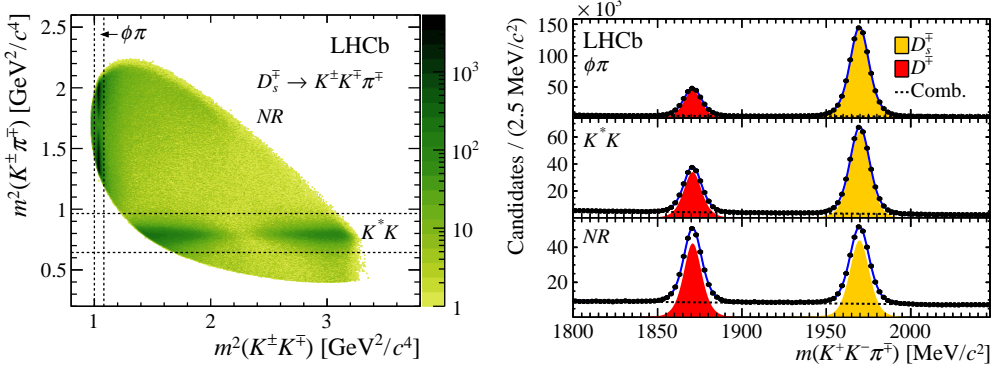 ϕπ
LHCb
D_s^∓ → K^±K^∓π^∓
NR
K^*K
m²(K^±π^∓) [GeV²/c⁴]
2.5
2.0
1.5
1.0
0.5
1
2
3
m²(K^±K^∓) [GeV²/c⁴]
10³
10²
10
1
× 10³
LHCb
ϕπ
D_s^∓
D^∓
Comb.
150
100
50
K^*K
60
40
20
NR
40
20
Candidates / (2.5 MeV/c²)
1800
1850
1900
1950
2000
m(K⁺K⁻π^∓) [MeV/c²]